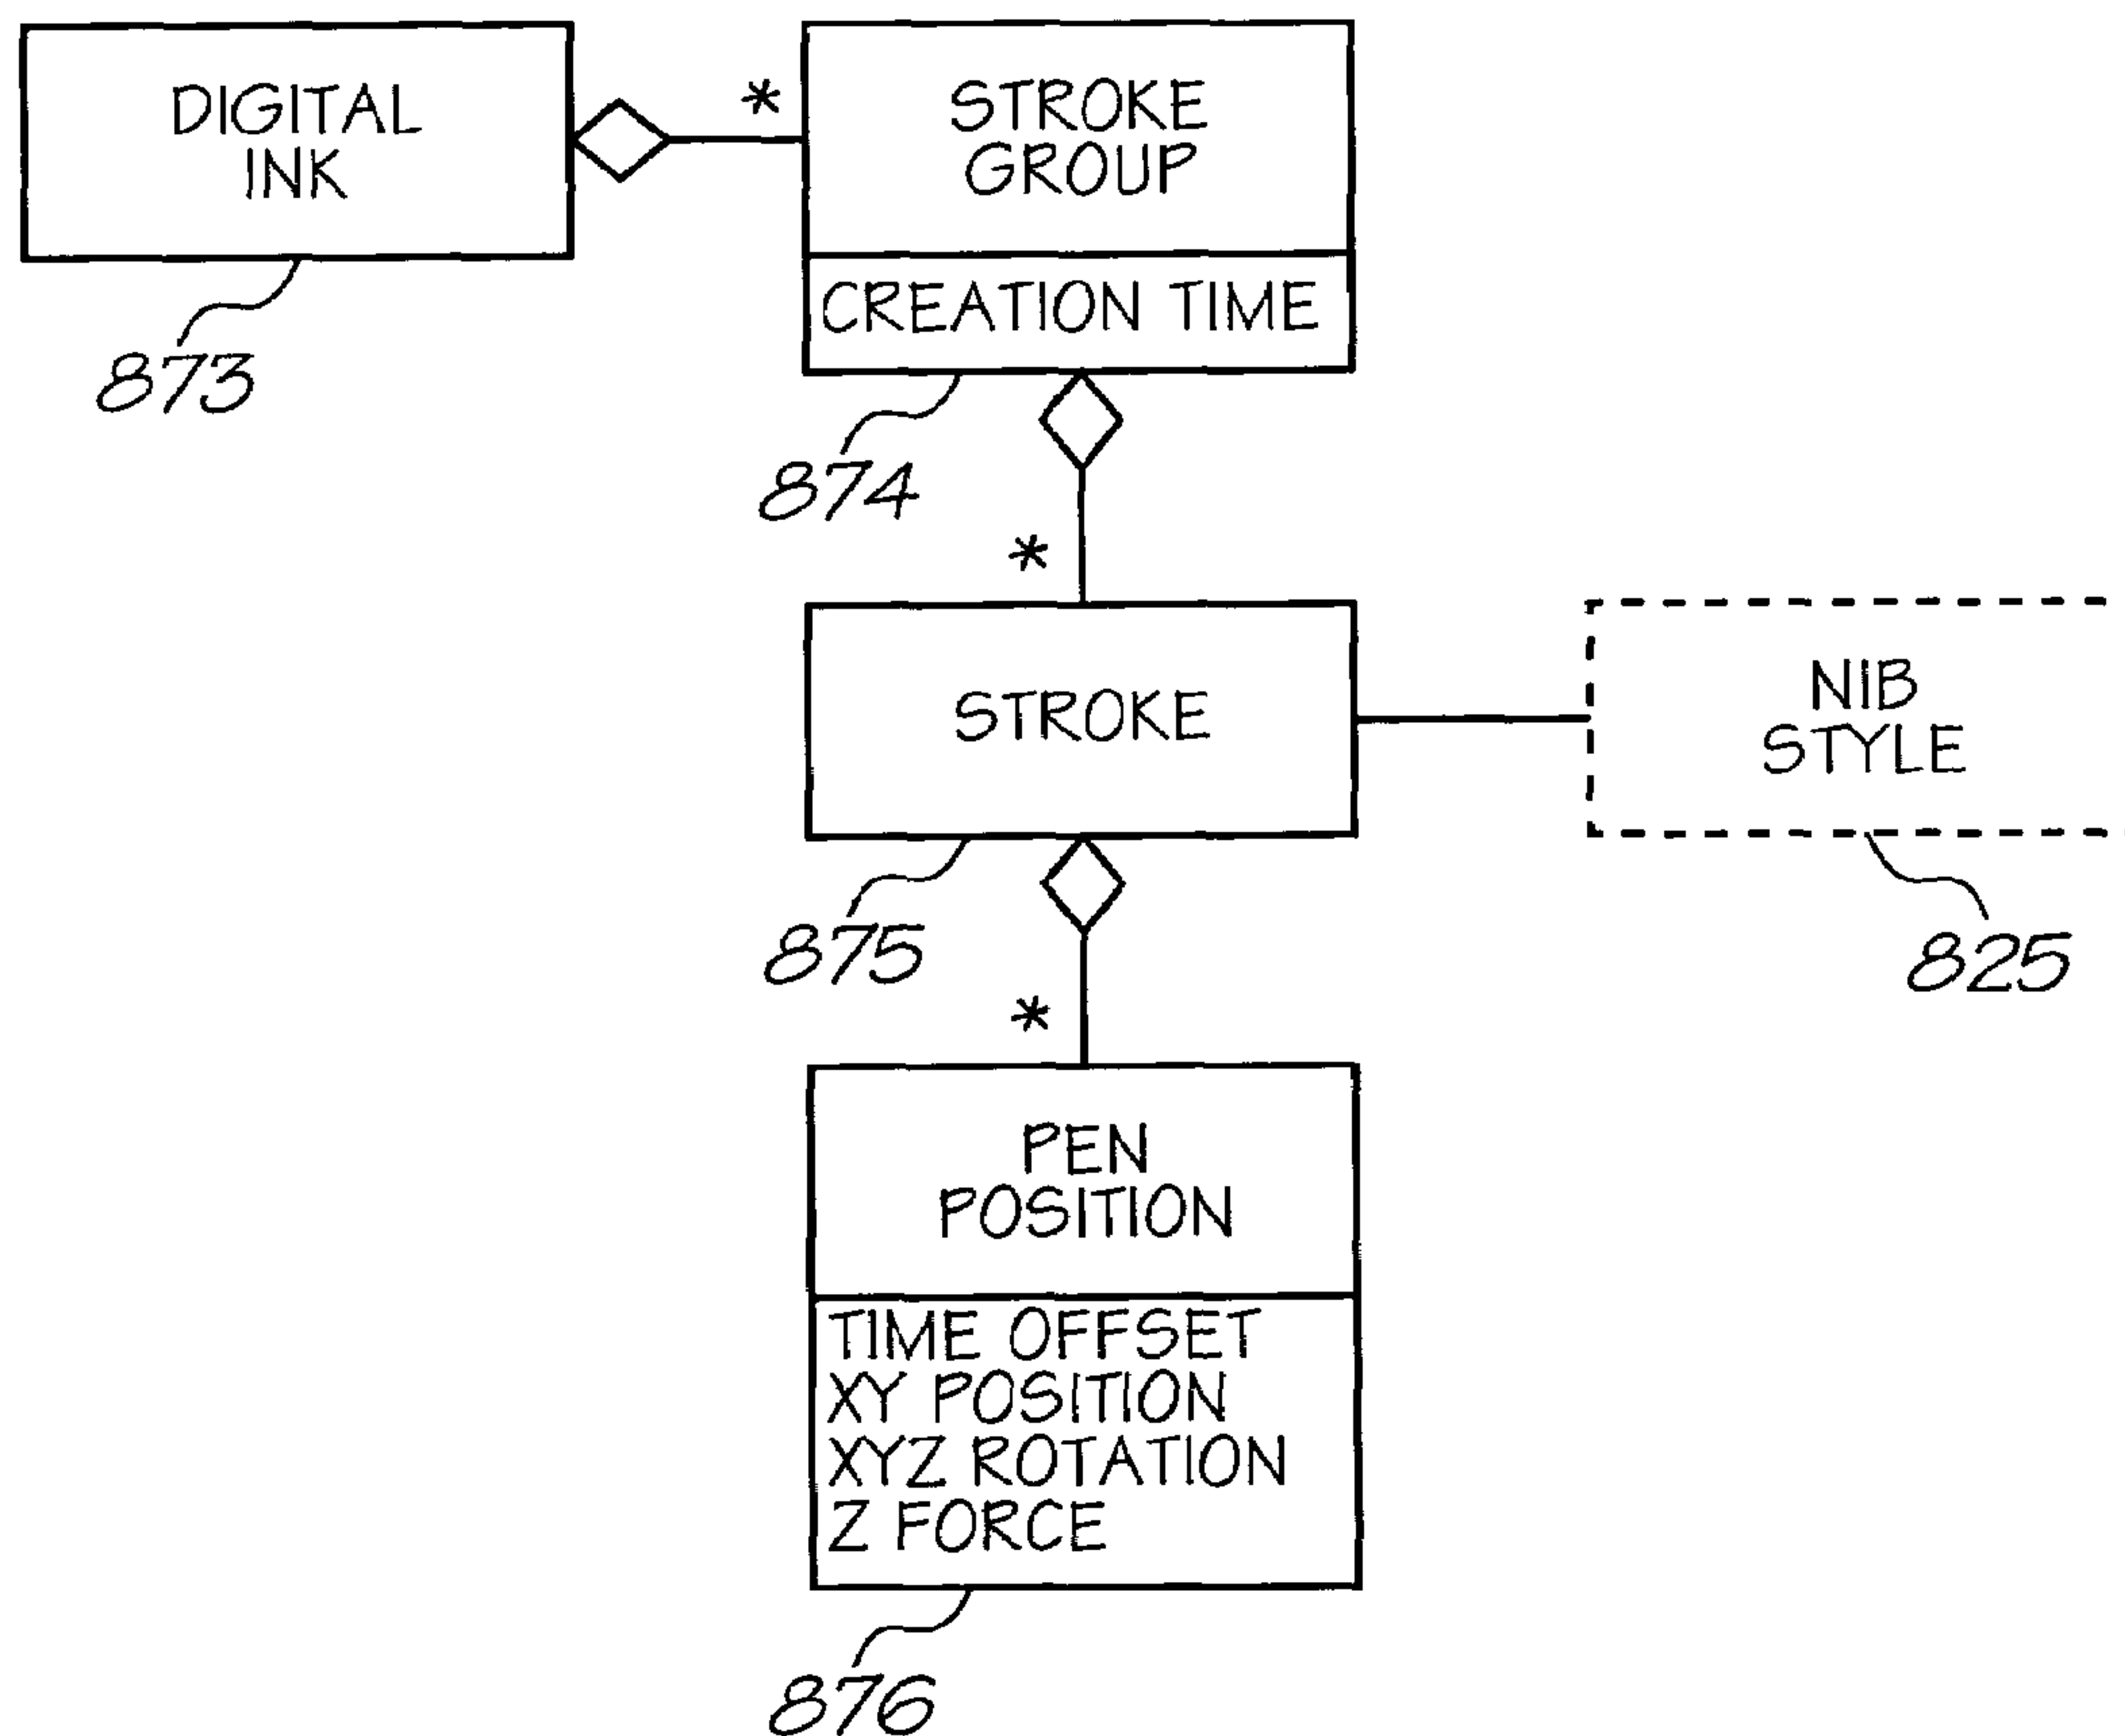 DIGITAL
INK
*
STROKE
GROUP
CREATION TIME
873
874
*
STROKE
NIB
STYLE
875
825
*
PEN
POSITION
TIME OFFSET
XY POSITION
XYZ ROTATION
Z FORCE
876